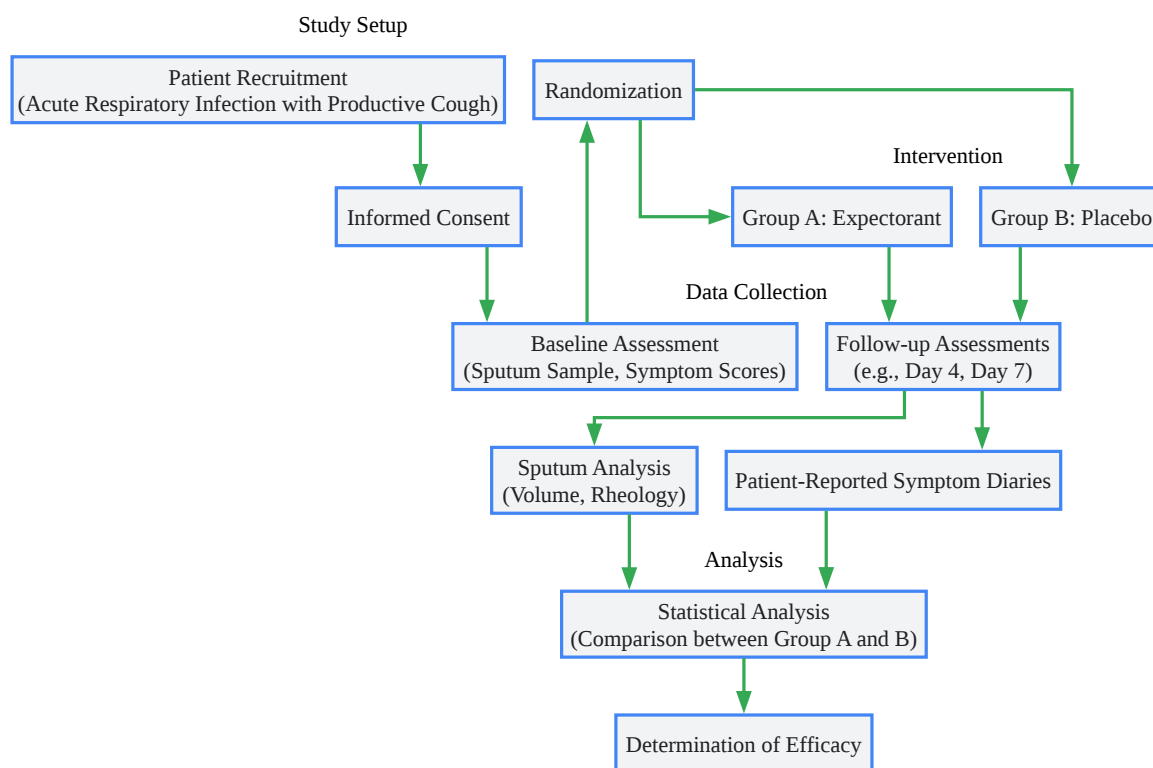 Study Setup
Patient Recruitment
(Acute Respiratory Infection with Productive Cough)
Randomization
Intervention
Informed Consent
Group A: Expectorant
Group B: Placebo
Data Collection
Baseline Assessment
(Sputum Sample, Symptom Scores)
Follow-up Assessments
(e.g., Day 4, Day 7)
Sputum Analysis
(Volume, Rheology)
Patient-Reported Symptom Diaries
Analysis
Statistical Analysis
(Comparison between Group A and B)
Determination of Efficacy